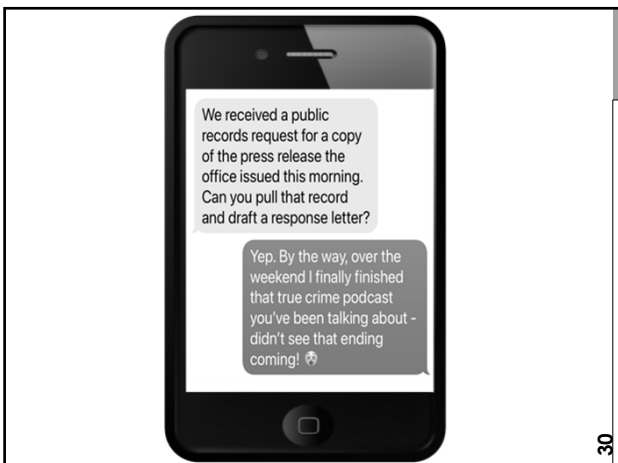 We received a public
records request for a copy
of the press release the
office issued this morning.
Can you pull that record
and draft a response letter?
Yep. By the way, over the
weekend I finally finished
that true crime podcast
you've been talking about -
didn't see that ending
coming! 😱
30